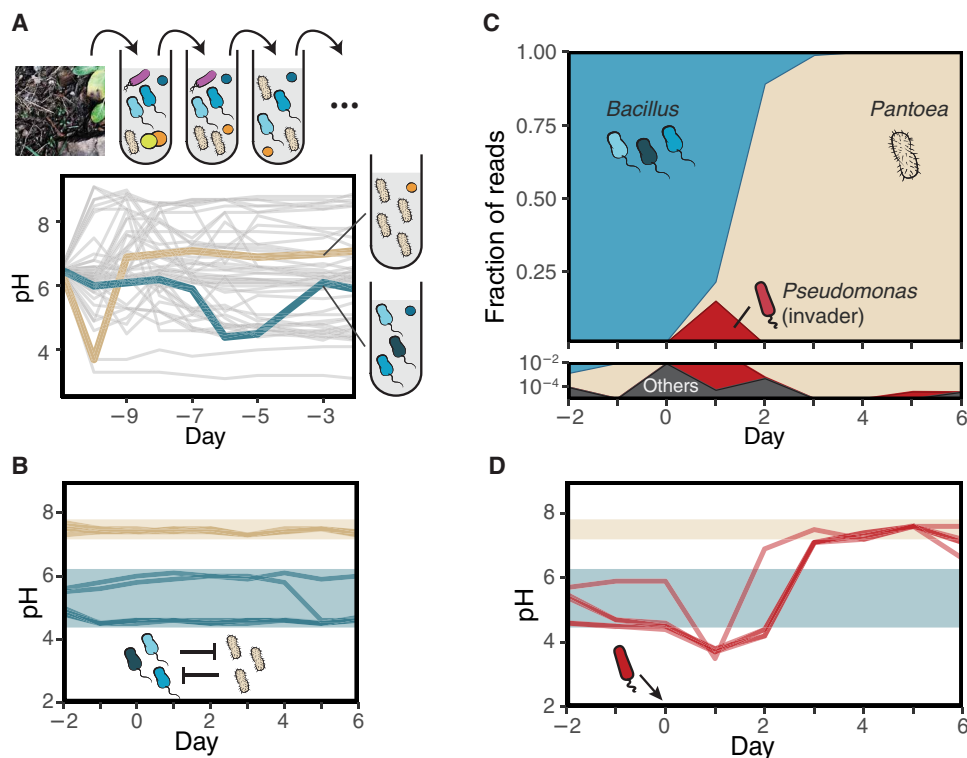 A
8
6
4
pH
−9
−7
−5
−3
Day
B
8
6
4
2
pH
−2
0
2
4
6
Day
C
1.00
0.75
0.50
0.25
Fraction of reads
Bacillus
Pantoea
Pseudomonas
(invader)
10−2
10−4
Others
−2
0
2
4
6
Day
D
8
6
4
2
pH
−2
0
2
4
6
Day